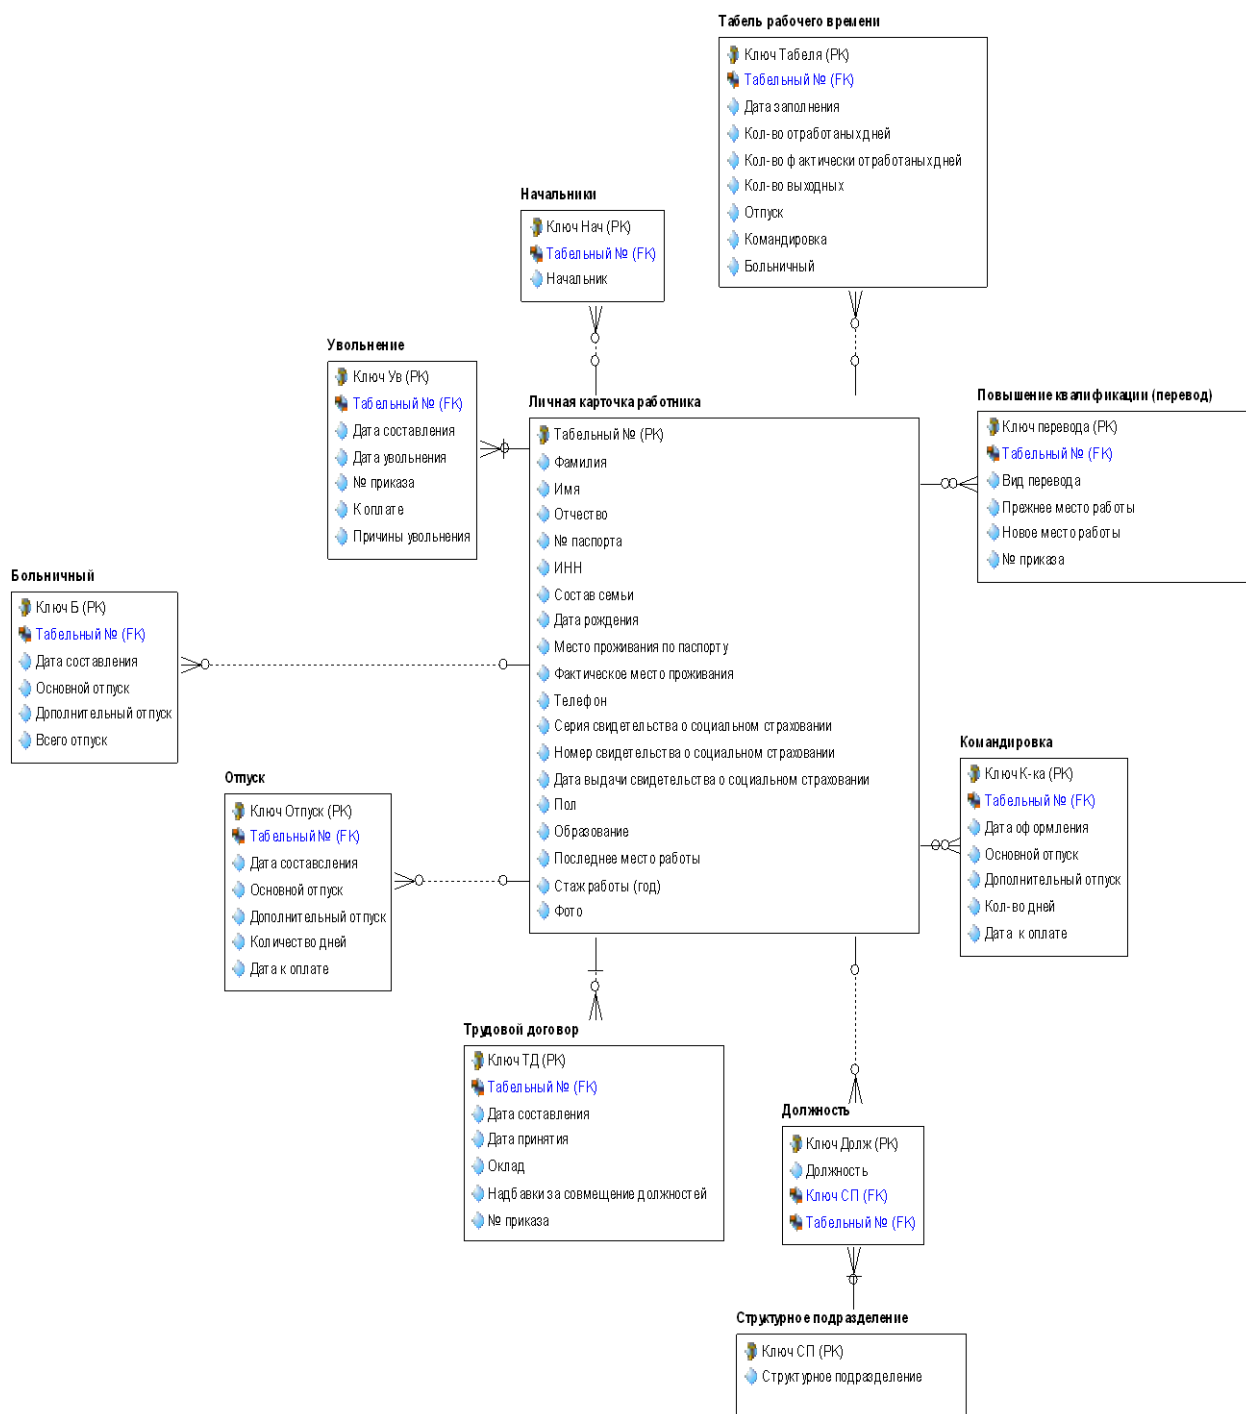 Табель рабочего времени
Ключ Табеля (PK)
Табельный № (FK)
Дата заполнения
Кол-во отработаных дней
Кол-во фактически отработаных дней
Кол-во выходных
Отпуск
Командировка
Больничный
Начальники
Ключ Нач (PK)
Табельный № (FK)
Начальник
Увольнение
Ключ Ув (PK)
Табельный № (FK)
Дата составления
Дата увольнения
№ приказа
К оплате
Причины увольнения
Личная карточка работника
Табельный № (PK)
Фамилия
Имя
Отчество
№ паспорта
ИНН
Состав семьи
Дата рождения
Место проживания по паспорту
Фактическое место проживания
Телефон
Серия свидетельства о социальном страховании
Номер свидетельства о социальном страховании
Дата выдачи свидетельства о социальном страховании
Пол
Образование
Последнее место работы
Стаж работы (год)
Фото
Повышение квалификации (перевод)
Ключ перевода (PK)
Табельный № (FK)
Вид перевода
Прежнее место работы
Новое место работы
№ приказа
Больничный
Ключ Б (PK)
Табельный № (FK)
Дата составления
Основной отпуск
Дополнительный отпуск
Всего отпуск
Отпуск
Ключ Отпуск (PK)
Табельный № (FK)
Дата составсления
Основной отпуск
Дополнительный отпуск
Количество дней
Дата к оплате
Командировка
Ключ К-ка (PK)
Табельный № (FK)
Дата оформления
Основной отпуск
Дополнительный отпуск
Кол-во дней
Дата к оплате
Трудовой договор
Ключ ТД (PK)
Табельный № (FK)
Дата составления
Дата принятия
Оклад
Надбавки за совмещение должностей
№ приказа
Должность
Ключ Долж (PK)
Должность
Ключ СП (FK)
Табельный № (FK)
Структурное подразделение
Ключ СП (PK)
Структурное подразделение